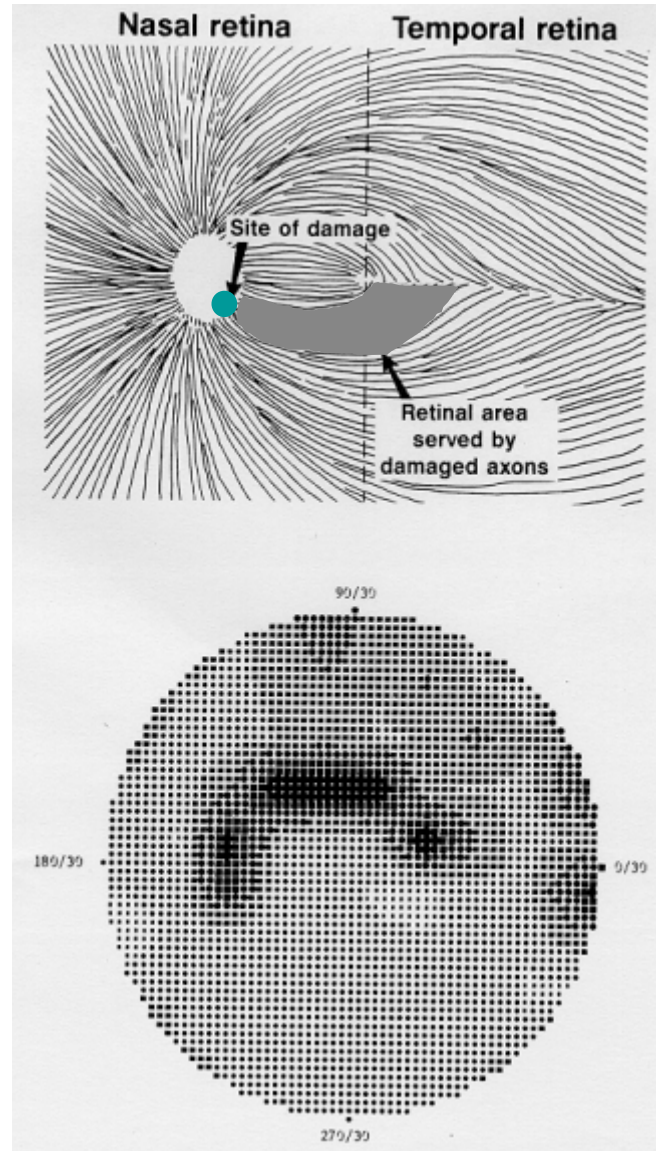 Nasal retina
Temporal retina
Site of damage
Retinal area
served by
damaged axons
90/30
180/30
0/30
270/30